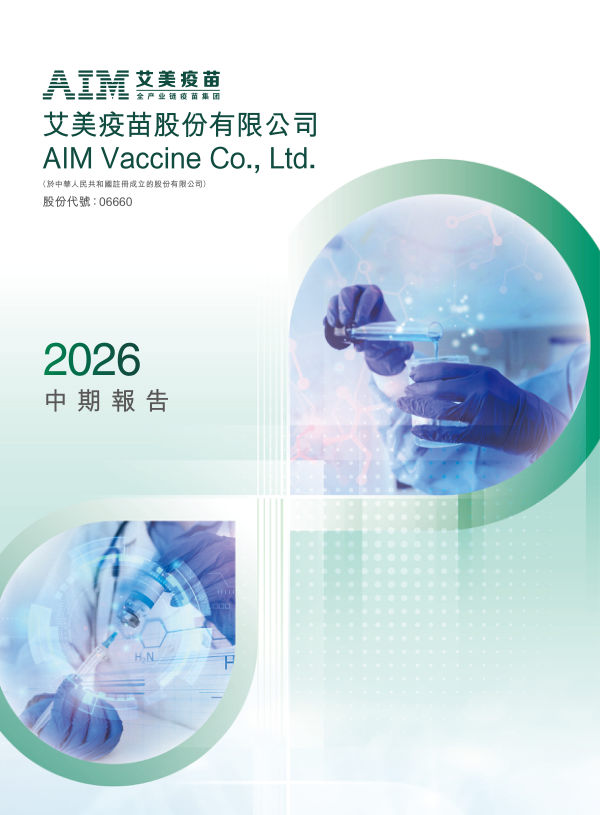 AIM 艾美疫苗
全产业链疫苗集团
艾美疫苗股份有限公司
AIM Vaccine Co., Ltd.
(於中華人民共和國註冊成立的股份有限公司)
股份代號：06660
2026
中期報告
H₂N
H